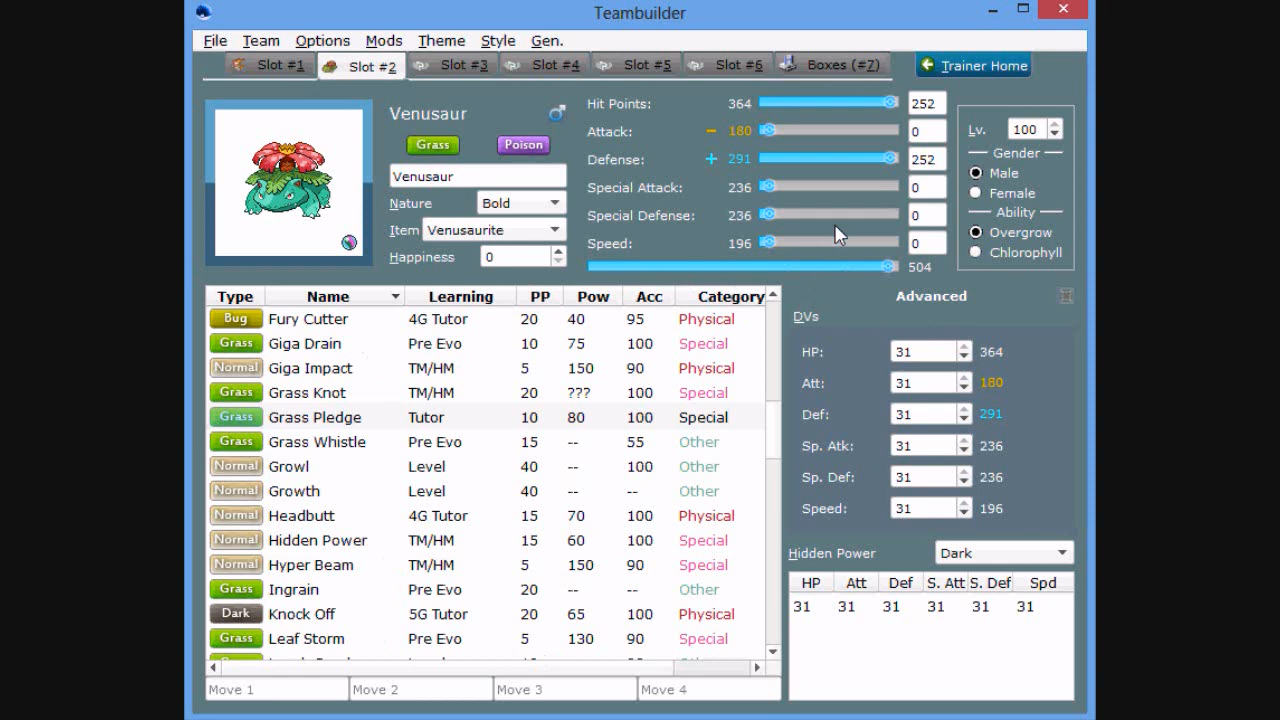 Teambuilder
File Team Options Mods Theme Style Gen.
Slot #1 Slot #2 Slot #3 Slot #4 Slot #5 Slot #6 Boxes (#7) Trainer Home
Venusaur
Grass Poison
Venusaur
Nature Bold
Item Venusaurite
Happiness 0
Hit Points: 364 252
Attack: - 180 0
Defense: + 291 252
Special Attack: 236 0
Special Defense: 236 0
Speed: 196 0
504
Lv. 100
Gender
Male
Female
Ability
Overgrow
Chlorophyll
Type Name Learning PP Pow Acc Category
Bug Fury Cutter 4G Tutor 20 40 95 Physical
Grass Giga Drain Pre Evo 10 75 100 Special
Normal Giga Impact TM/HM 5 150 90 Physical
Grass Grass Knot TM/HM 20 ??? 100 Special
Grass Grass Pledge Tutor 10 80 100 Special
Grass Grass Whistle Pre Evo 15 -- 55 Other
Normal Growl Level 40 -- 100 Other
Normal Growth Level 40 -- -- Other
Normal Headbutt 4G Tutor 15 70 100 Physical
Normal Hidden Power TM/HM 15 60 100 Special
Normal Hyper Beam TM/HM 5 150 90 Special
Grass Ingrain Pre Evo 20 -- -- Other
Dark Knock Off 5G Tutor 20 65 100 Physical
Grass Leaf Storm Pre Evo 5 130 90 Special
Move 1 Move 2 Move 3 Move 4
Advanced
DVs
HP: 31 364
Att: 31 180
Def: 31 291
Sp. Atk: 31 236
Sp. Def: 31 236
Speed: 31 196
Hidden Power Dark
HP Att Def S. Att S. Def Spd
31 31 31 31 31 31